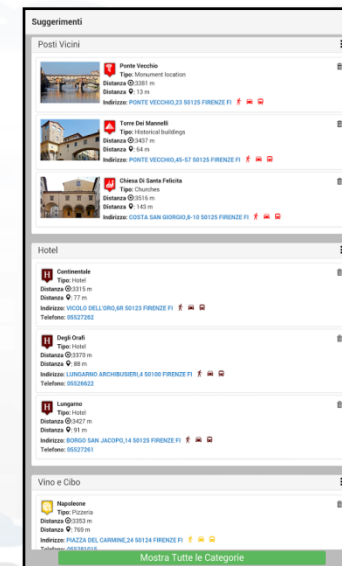 Suggerimenti
Posti Vicini
Ponte Vecchio
Tipo: Monument location
Distanza :3381 m
Distanza : 13 m
Indirizzo: PONTE VECCHIO,23 50125 FIRENZE FI
Torre Dei Mannelli
Tipo: Historical buildings
Distanza :3437 m
Distanza : 64 m
Indirizzo: PONTE VECCHIO,45-57 50125 FIRENZE FI
Chiesa Di Santa Felicita
Tipo: Churches
Distanza :3516 m
Distanza : 143 m
Indirizzo: COSTA SAN GIORGIO,8-10 50125 FIRENZE FI
Hotel
Continentale
Tipo: Hotel
Distanza :3315 m
Distanza : 77 m
Indirizzo: VICOLO DELL'ORO,6R 50123 FIRENZE FI
Telefono: 05527262
Degli Orafi
Tipo: Hotel
Distanza :3370 m
Distanza : 88 m
Indirizzo: LUNGARNO ARCHIBUSIERI,4 50100 FIRENZE FI
Telefono: 05526622
Lungarno
Tipo: Hotel
Distanza :3427 m
Distanza : 91 m
Indirizzo: BORGO SAN JACOPO,14 50125 FIRENZE FI
Telefono: 05527261
Vino e Cibo
Napoleone
Tipo: Pizzeria
Distanza :3353 m
Distanza : 769 m
Indirizzo: PIAZZA DEL CARMINE,24 50124 FIRENZE FI
Mostra Tutte le Categorie